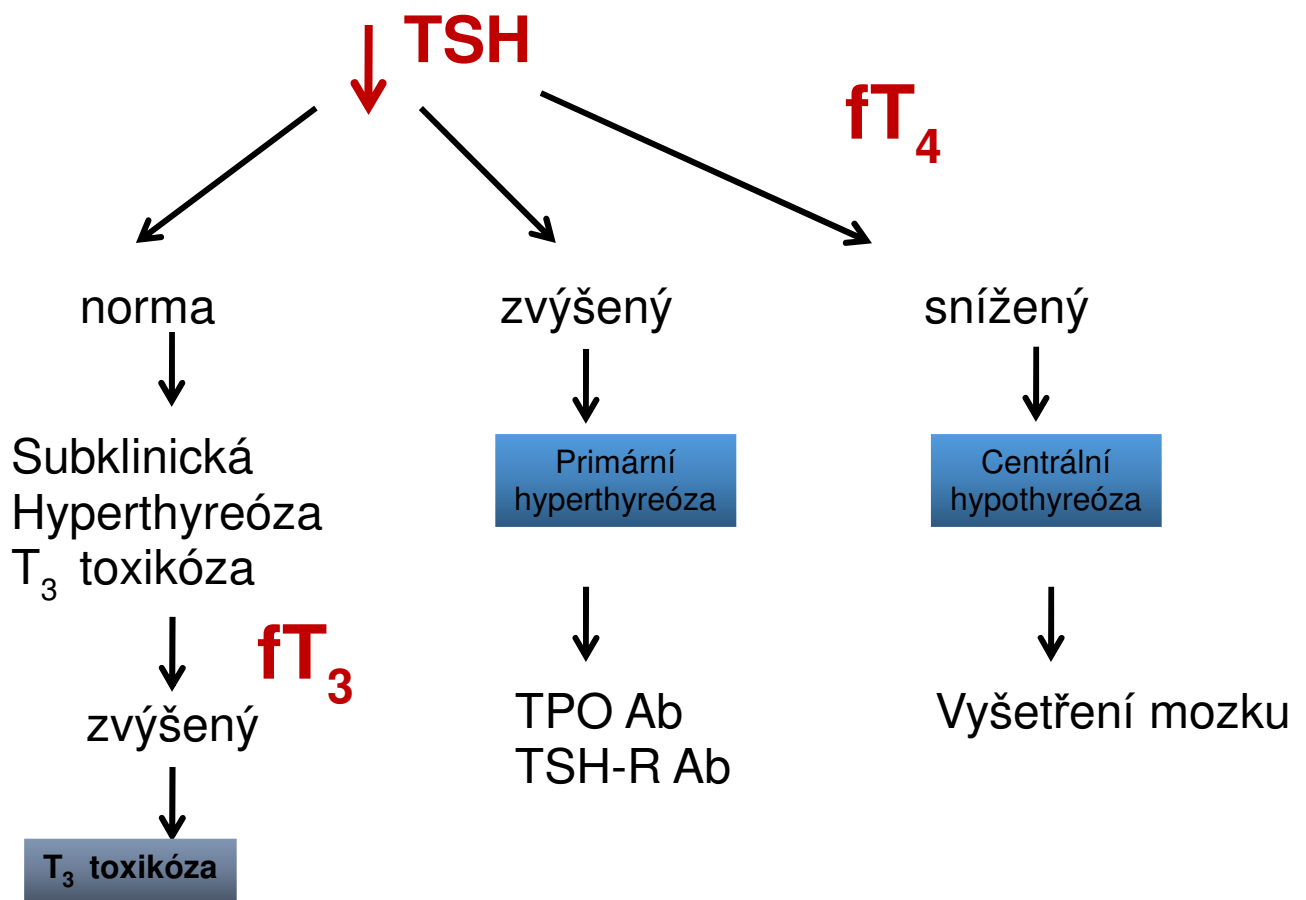 TSH
fT4
norma
zvýšený
snížený
Subklinická
Hyperthyreóza
T3 toxikóza
Primární
hyperthyreóza
Centrální
hypothyreóza
fT3
zvýšený
TPO Ab
TSH-R Ab
Vyšetření mozku
T3 toxikóza